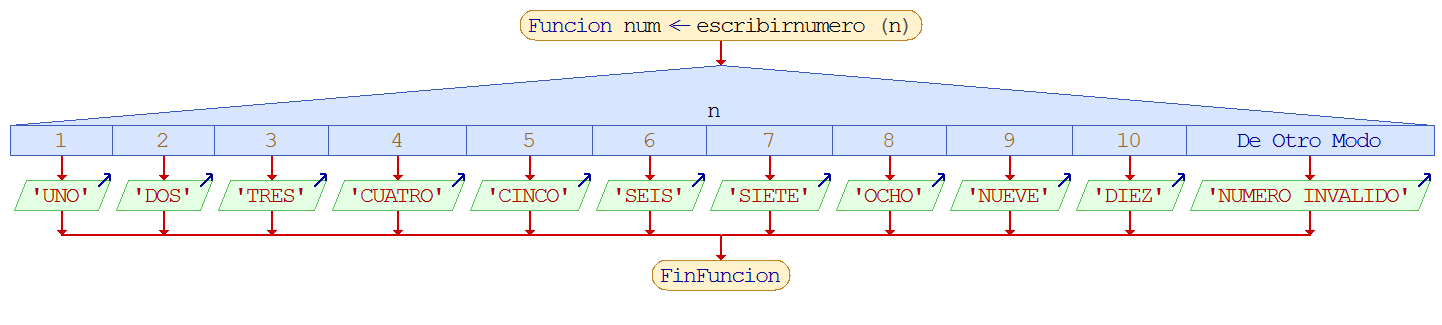 Funcion num ← escribirnumero (n)
n
1 2 3 4 5 6 7 8 9 10 De Otro Modo
'UNO' 'DOS' 'TRES' 'CUATRO' 'CINCO' 'SEIS' 'SIETE' 'OCHO' 'NUEVE' 'DIEZ' 'NUMERO INVALIDO'
FinFuncion